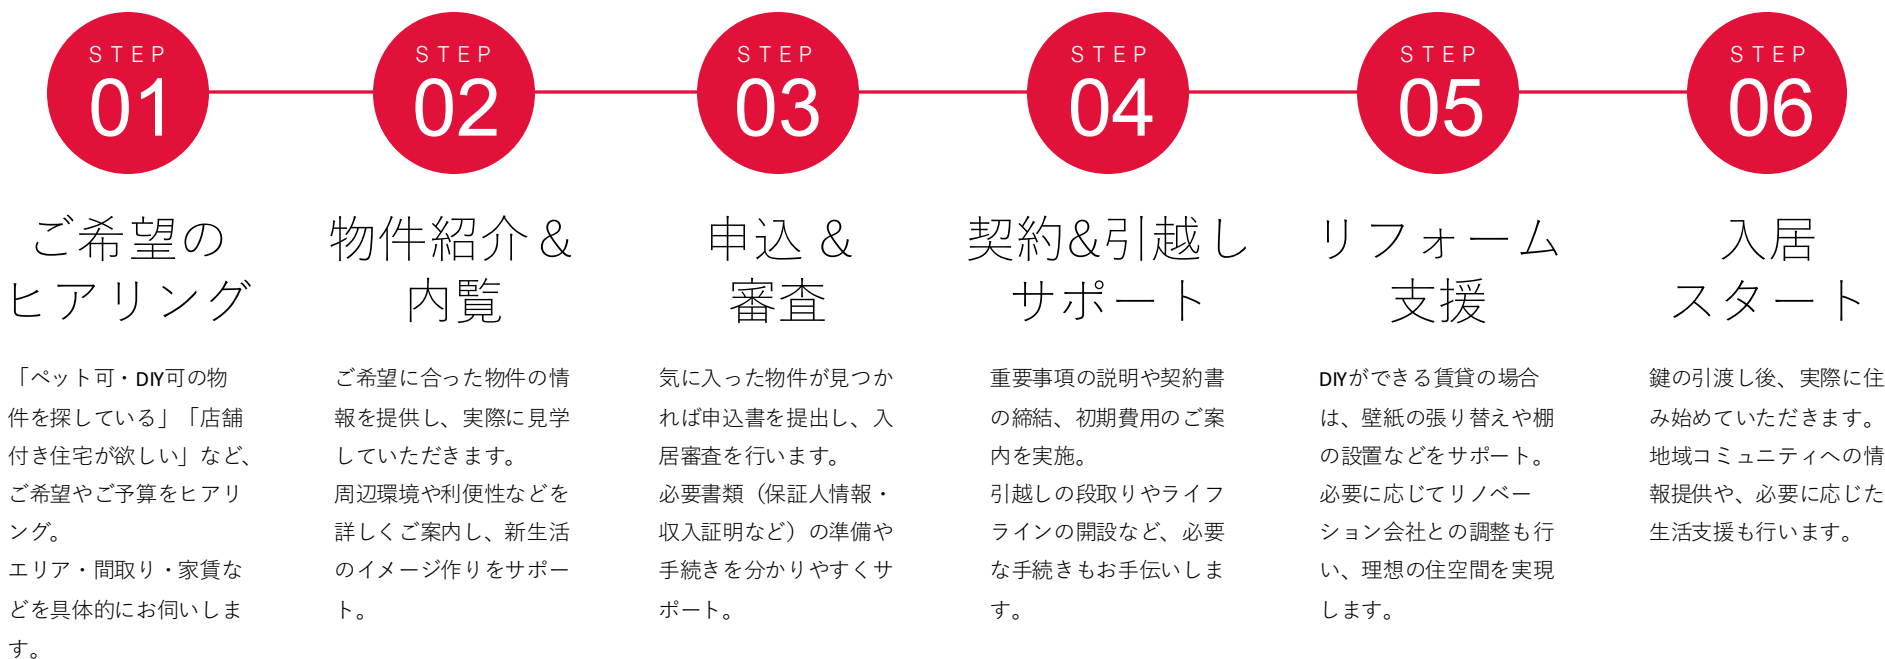 STEP
01
ご希望の
ヒアリング
「ペット可・DIY可の物
件を探している」「店舗
付き住宅が欲しい」など、
ご希望やご予算をヒアリ
ング。
エリア・間取り・家賃な
どを具体的にお伺いしま
す。
STEP
02
物件紹介＆
内覧
ご希望に合った物件の情
報を提供し、実際に見学
していただきます。
周辺環境や利便性などを
詳しくご案内し、新生活
のイメージ作りをサポー
ト。
STEP
03
申込 &
審査
気に入った物件が見つか
れば申込書を提出し、入
居審査を行います。
必要書類（保証人情報・
収入証明など）の準備や
手続きを分かりやすくサ
ポート。
STEP
04
契約&引越し
サポート
重要事項の説明や契約書
の締結、初期費用のご案
内を実施。
引越しの段取りやライフ
ラインの開設など、必要
な手続きもお手伝いしま
す。
STEP
05
リフォーム
支援
DIYができる賃貸の場合
は、壁紙の張り替えや棚
の設置などをサポート。
必要に応じてリノベー
ション会社との調整も行
い、理想の住空間を実現
します。
STEP
06
入居
スタート
鍵の引渡し後、実際に住
み始めていただきます。
地域コミュニティへの情
報提供や、必要に応じた
生活支援も行います。